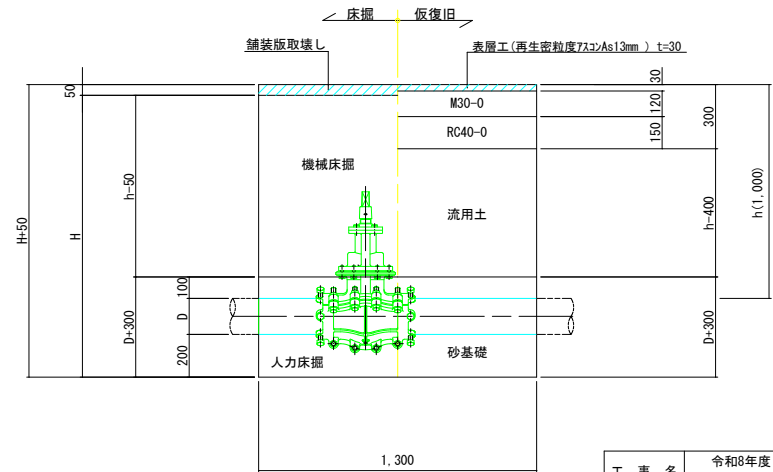 床掘 仮復旧
舗装版取壊し
表層工(再生密粒度アスコンAs13mm ) t=30
50
30
M30-0
120
300
RC40-0
150
h(1,000)
機械床掘
h-50
流用土
h-400
H+50
H
100
D
D+300
200
D+300
人力床掘
砂基礎
1,300
令和8年度
工 事 名